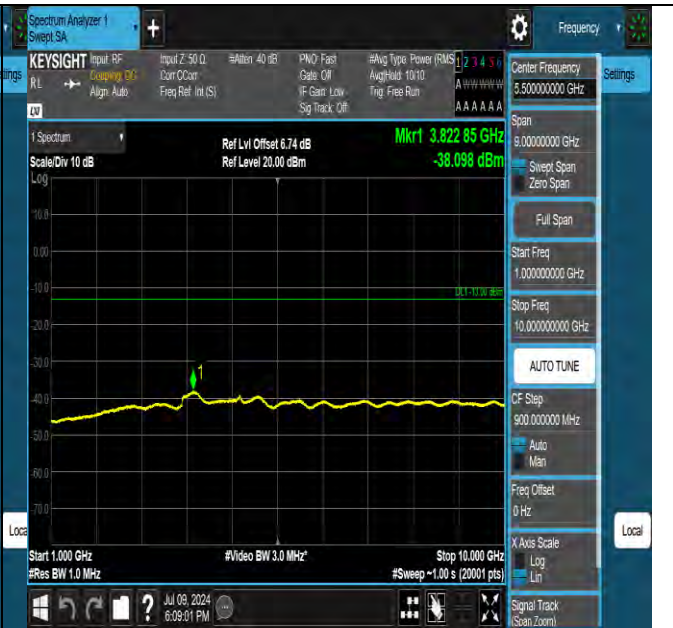 Spectrum Analyzer 1
Swept SA
+
Frequency
Settings
KEYSIGHT
RL
Input: RF
Coupling: DC
Align: Auto
Input Z: 50 Ω
Corr CCorr
Freq Ref: Int (S)
#Atten: 40 dB
PNO: Fast
Gate: Off
IF Gain: Low
Sig Track: Off
#Avg Type: Power (RMS
Avg|Hold: 10/10
Trig: Free Run
1 2 3 4 5 6
A W W W W W
A A A A A A
1 Spectrum
Scale/Div 10 dB
Log
Ref Lvl Offset 6.74 dB
Ref Level 20.00 dBm
Mkr1 3.822 85 GHz
-38.098 dBm
10.0
0.00
-10.0
-20.0
-30.0
-40.0
-50.0
-60.0
-70.0
DL1 -13.00 dBm
1
Start 1.000 GHz
#Res BW 1.0 MHz
#Video BW 3.0 MHz*
Stop 10.000 GHz
#Sweep ~1.00 s (20001 pts)
Jul 09, 2024
6:09:01 PM
?
Center Frequency
5.500000000 GHz
Span
9.00000000 GHz
Swept Span
Zero Span
Full Span
Start Freq
1.000000000 GHz
Stop Freq
10.000000000 GHz
AUTO TUNE
CF Step
900.000000 MHz
Auto
Man
Freq Offset
0 Hz
X Axis Scale
Log
Lin
Signal Track
(Span Zoom)
Local